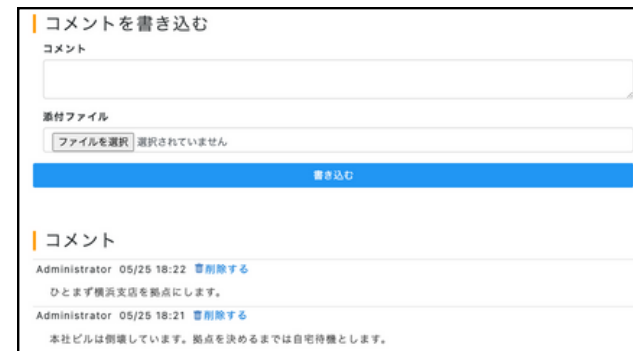 コメントを書き込む
コメント
添付ファイル
ファイルを選択 選択されていません
書き込む
コメント
Administrator 05/25 18:22 削除する
ひとまず横浜支店を拠点にします。
Administrator 05/25 18:21 削除する
本社ビルは倒壊しています。拠点を決めるまでは自宅待機とします。